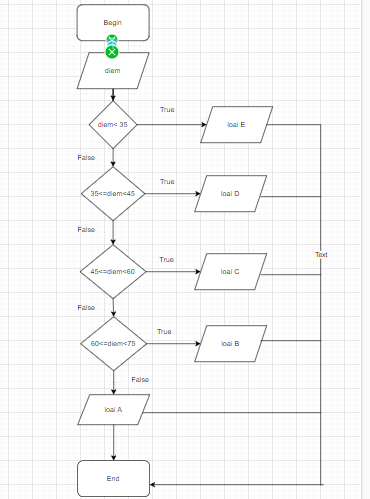 Begin
diem
diem< 35
True
loai E
False
35<=diem<45
True
loai D
False
Text
45<=diem<60
True
loai C
False
60<=diem<75
True
loai B
False
loai A
End